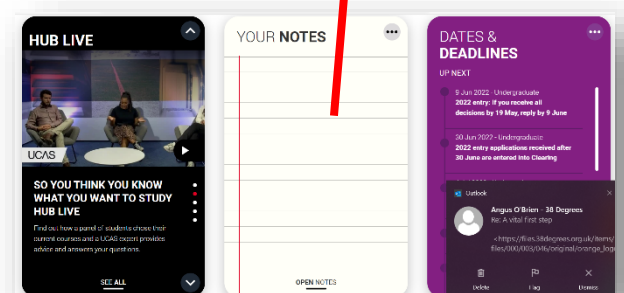 HUB LIVE
UCAS
SO YOU THINK YOU KNOW
WHAT YOU WANT TO STUDY
HUB LIVE
Find out how a panel of students chose their
current courses and a UCAS expert provides
advice and answers your questions.
SEE ALL
YOUR NOTES
OPEN NOTES
DATES &
DEADLINES
UP NEXT
9 Jun 2022 - Undergraduate
2022 entry: If you receive all
decisions by 19 May, reply by 9 June
30 Jun 2022 - Undergraduate
2022 entry applications received after
30 June are entered into Clearing
Outlook
Angus O'Brien - 38 Degrees
Re: A vital first step
<https://files.38degrees.org.uk/items/
files/000/003/046/original/orange_log
Delete
Flag
Dismiss